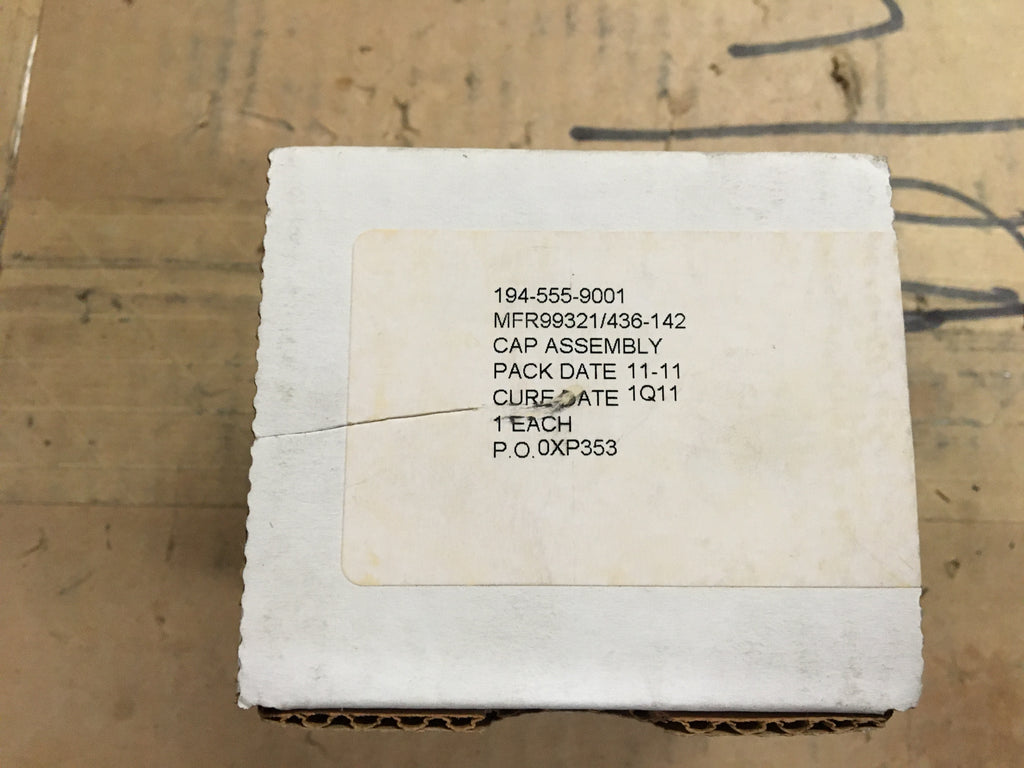 194-555-9001
MFR99321/436-142
CAP ASSEMBLY
PACK DATE 11-11
CURE DATE 1Q11
1 EACH
P.O. 0XP353